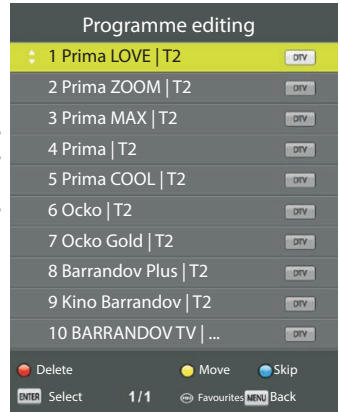 Programme editing
1 Prima LOVE | T2 DTV
2 Prima ZOOM | T2 DTV
3 Prima MAX | T2 DTV
4 Prima | T2 DTV
5 Prima COOL | T2 DTV
6 Ocko | T2 DTV
7 Ocko Gold | T2 DTV
8 Barrandov Plus | T2 DTV
9 Kino Barrandov | T2 DTV
10 BARRANDOV TV | ... DTV
Delete Move Skip
ENTER Select 1/1 Favourites MENU Back